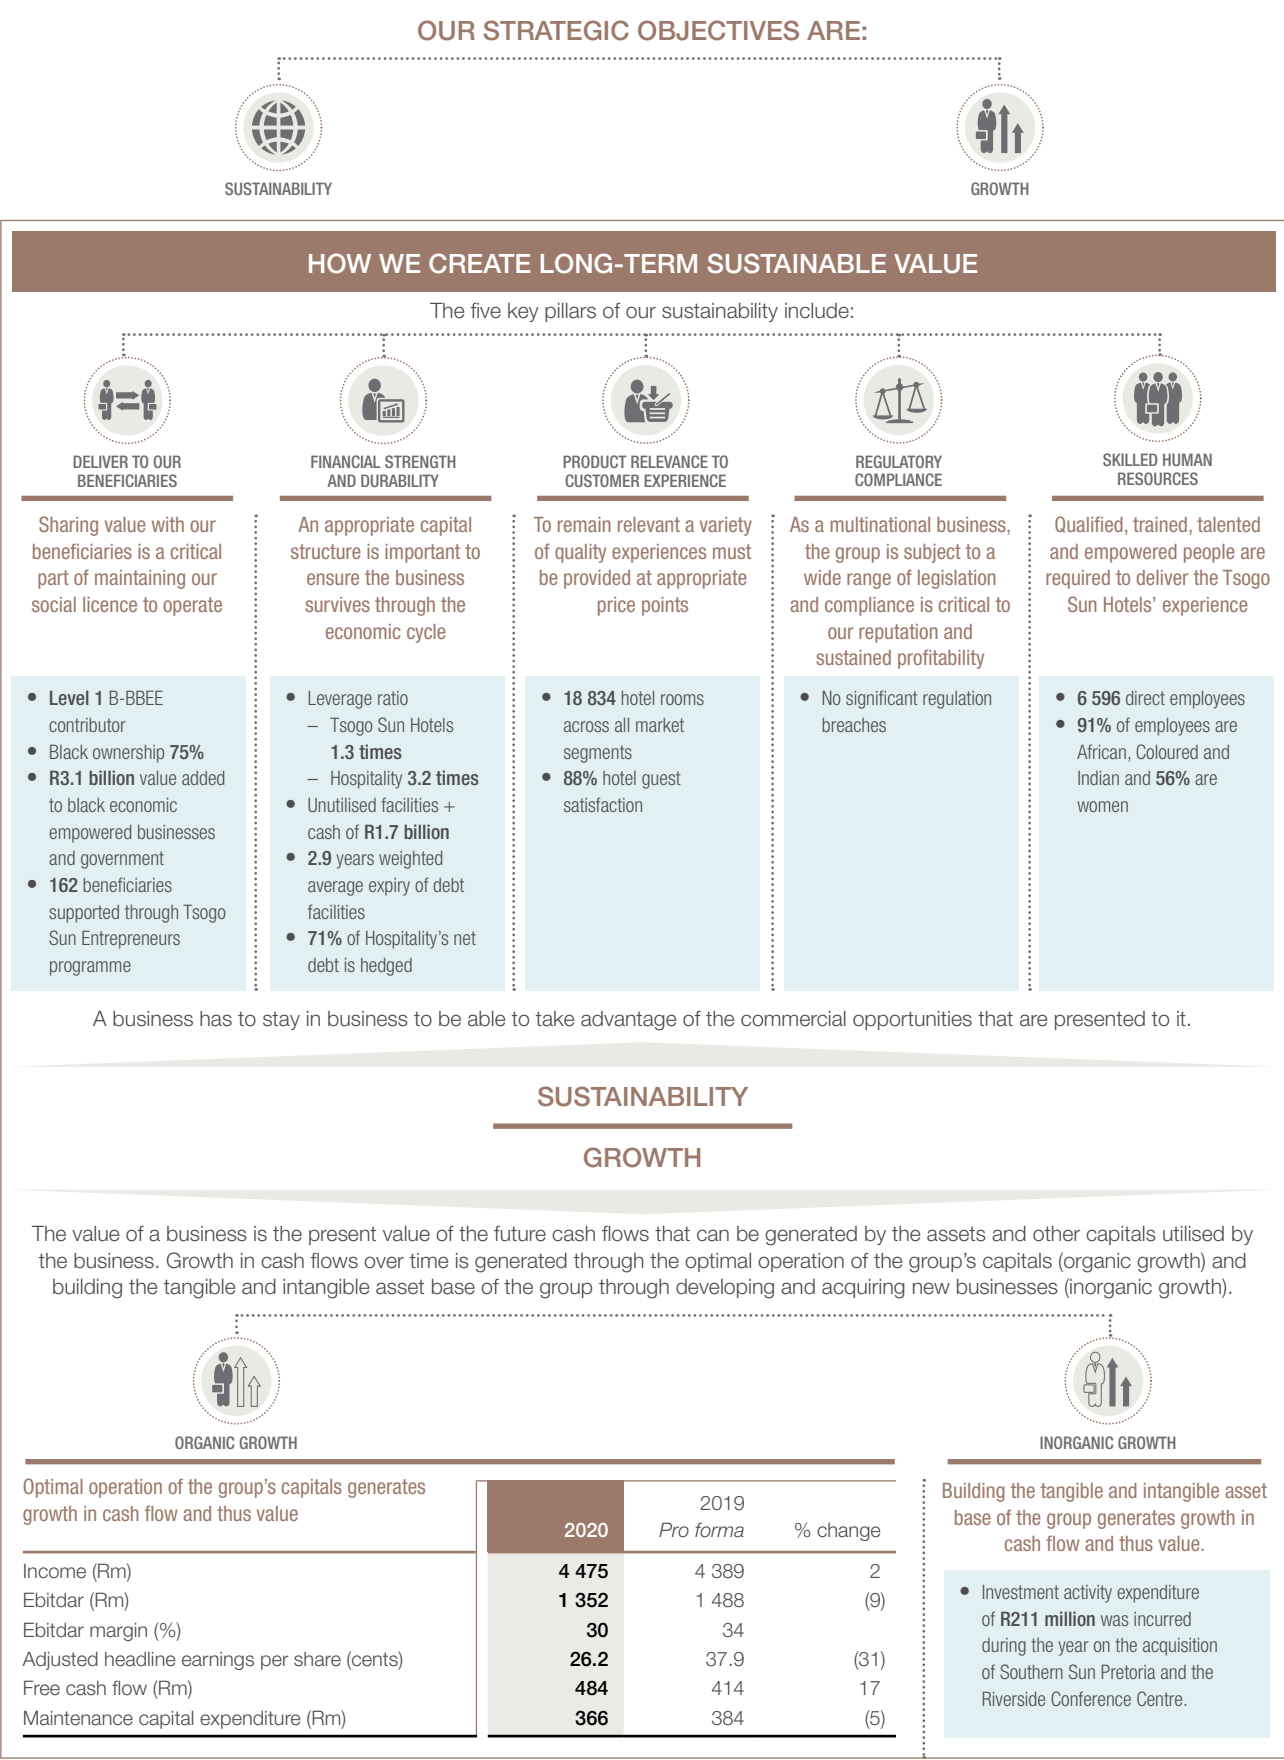 OUR STRATEGIC OBJECTIVES ARE:
SUSTAINABILITY
GROWTH
HOW WE CREATE LONG-TERM SUSTAINABLE VALUE
The five key pillars of our sustainability include:
DELIVER TO OUR
BENEFICIARIES
Sharing value with our
beneficiaries is a critical
part of maintaining our
social licence to operate
• Level 1 B-BBEE
contributor
• Black ownership 75%
• R3.1 billion value added
to black economic
empowered businesses
and government
• 162 beneficiaries
supported through Tsogo
Sun Entrepreneurs
programme
FINANCIAL STRENGTH
AND DURABILITY
An appropriate capital
structure is important to
ensure the business
survives through the
economic cycle
• Leverage ratio
– Tsogo Sun Hotels
1.3 times
– Hospitality 3.2 times
• Unutilised facilities +
cash of R1.7 billion
• 2.9 years weighted
average expiry of debt
facilities
• 71% of Hospitality's net
debt is hedged
PRODUCT RELEVANCE TO
CUSTOMER EXPERIENCE
To remain relevant a variety
of quality experiences must
be provided at appropriate
price points
• 18 834 hotel rooms
across all market
segments
• 88% hotel guest
satisfaction
REGULATORY
COMPLIANCE
As a multinational business,
the group is subject to a
wide range of legislation
and compliance is critical to
our reputation and
sustained profitability
• No significant regulation
breaches
SKILLED HUMAN
RESOURCES
Qualified, trained, talented
and empowered people are
required to deliver the Tsogo
Sun Hotels' experience
• 6 596 direct employees
• 91% of employees are
African, Coloured and
Indian and 56% are
women
A business has to stay in business to be able to take advantage of the commercial opportunities that are presented to it.
SUSTAINABILITY
GROWTH
The value of a business is the present value of the future cash flows that can be generated by the assets and other capitals utilised by
the business. Growth in cash flows over time is generated through the optimal operation of the group's capitals (organic growth) and
building the tangible and intangible asset base of the group through developing and acquiring new businesses (inorganic growth).
ORGANIC GROWTH
Optimal operation of the group's capitals generates
growth in cash flow and thus value
2019
2020 Pro forma % change
Income (Rm) 4 475 4 389 2
Ebitdar (Rm) 1 352 1 488 (9)
Ebitdar margin (%) 30 34
Adjusted headline earnings per share (cents) 26.2 37.9 (31)
Free cash flow (Rm) 484 414 17
Maintenance capital expenditure (Rm) 366 384 (5)
INORGANIC GROWTH
Building the tangible and intangible asset
base of the group generates growth in
cash flow and thus value.
• Investment activity expenditure
of R211 million was incurred
during the year on the acquisition
of Southern Sun Pretoria and the
Riverside Conference Centre.